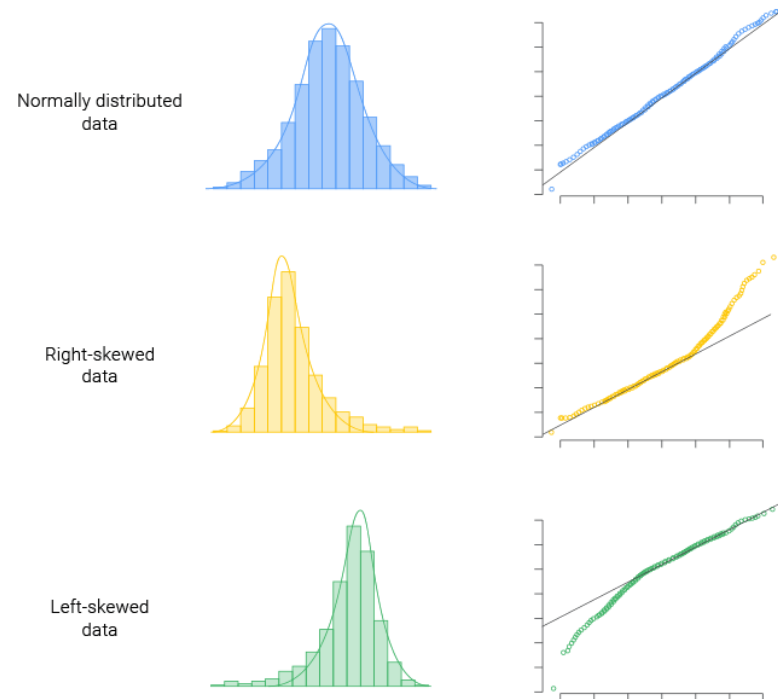 Normally distributed
data
Right-skewed
data
Left-skewed
data